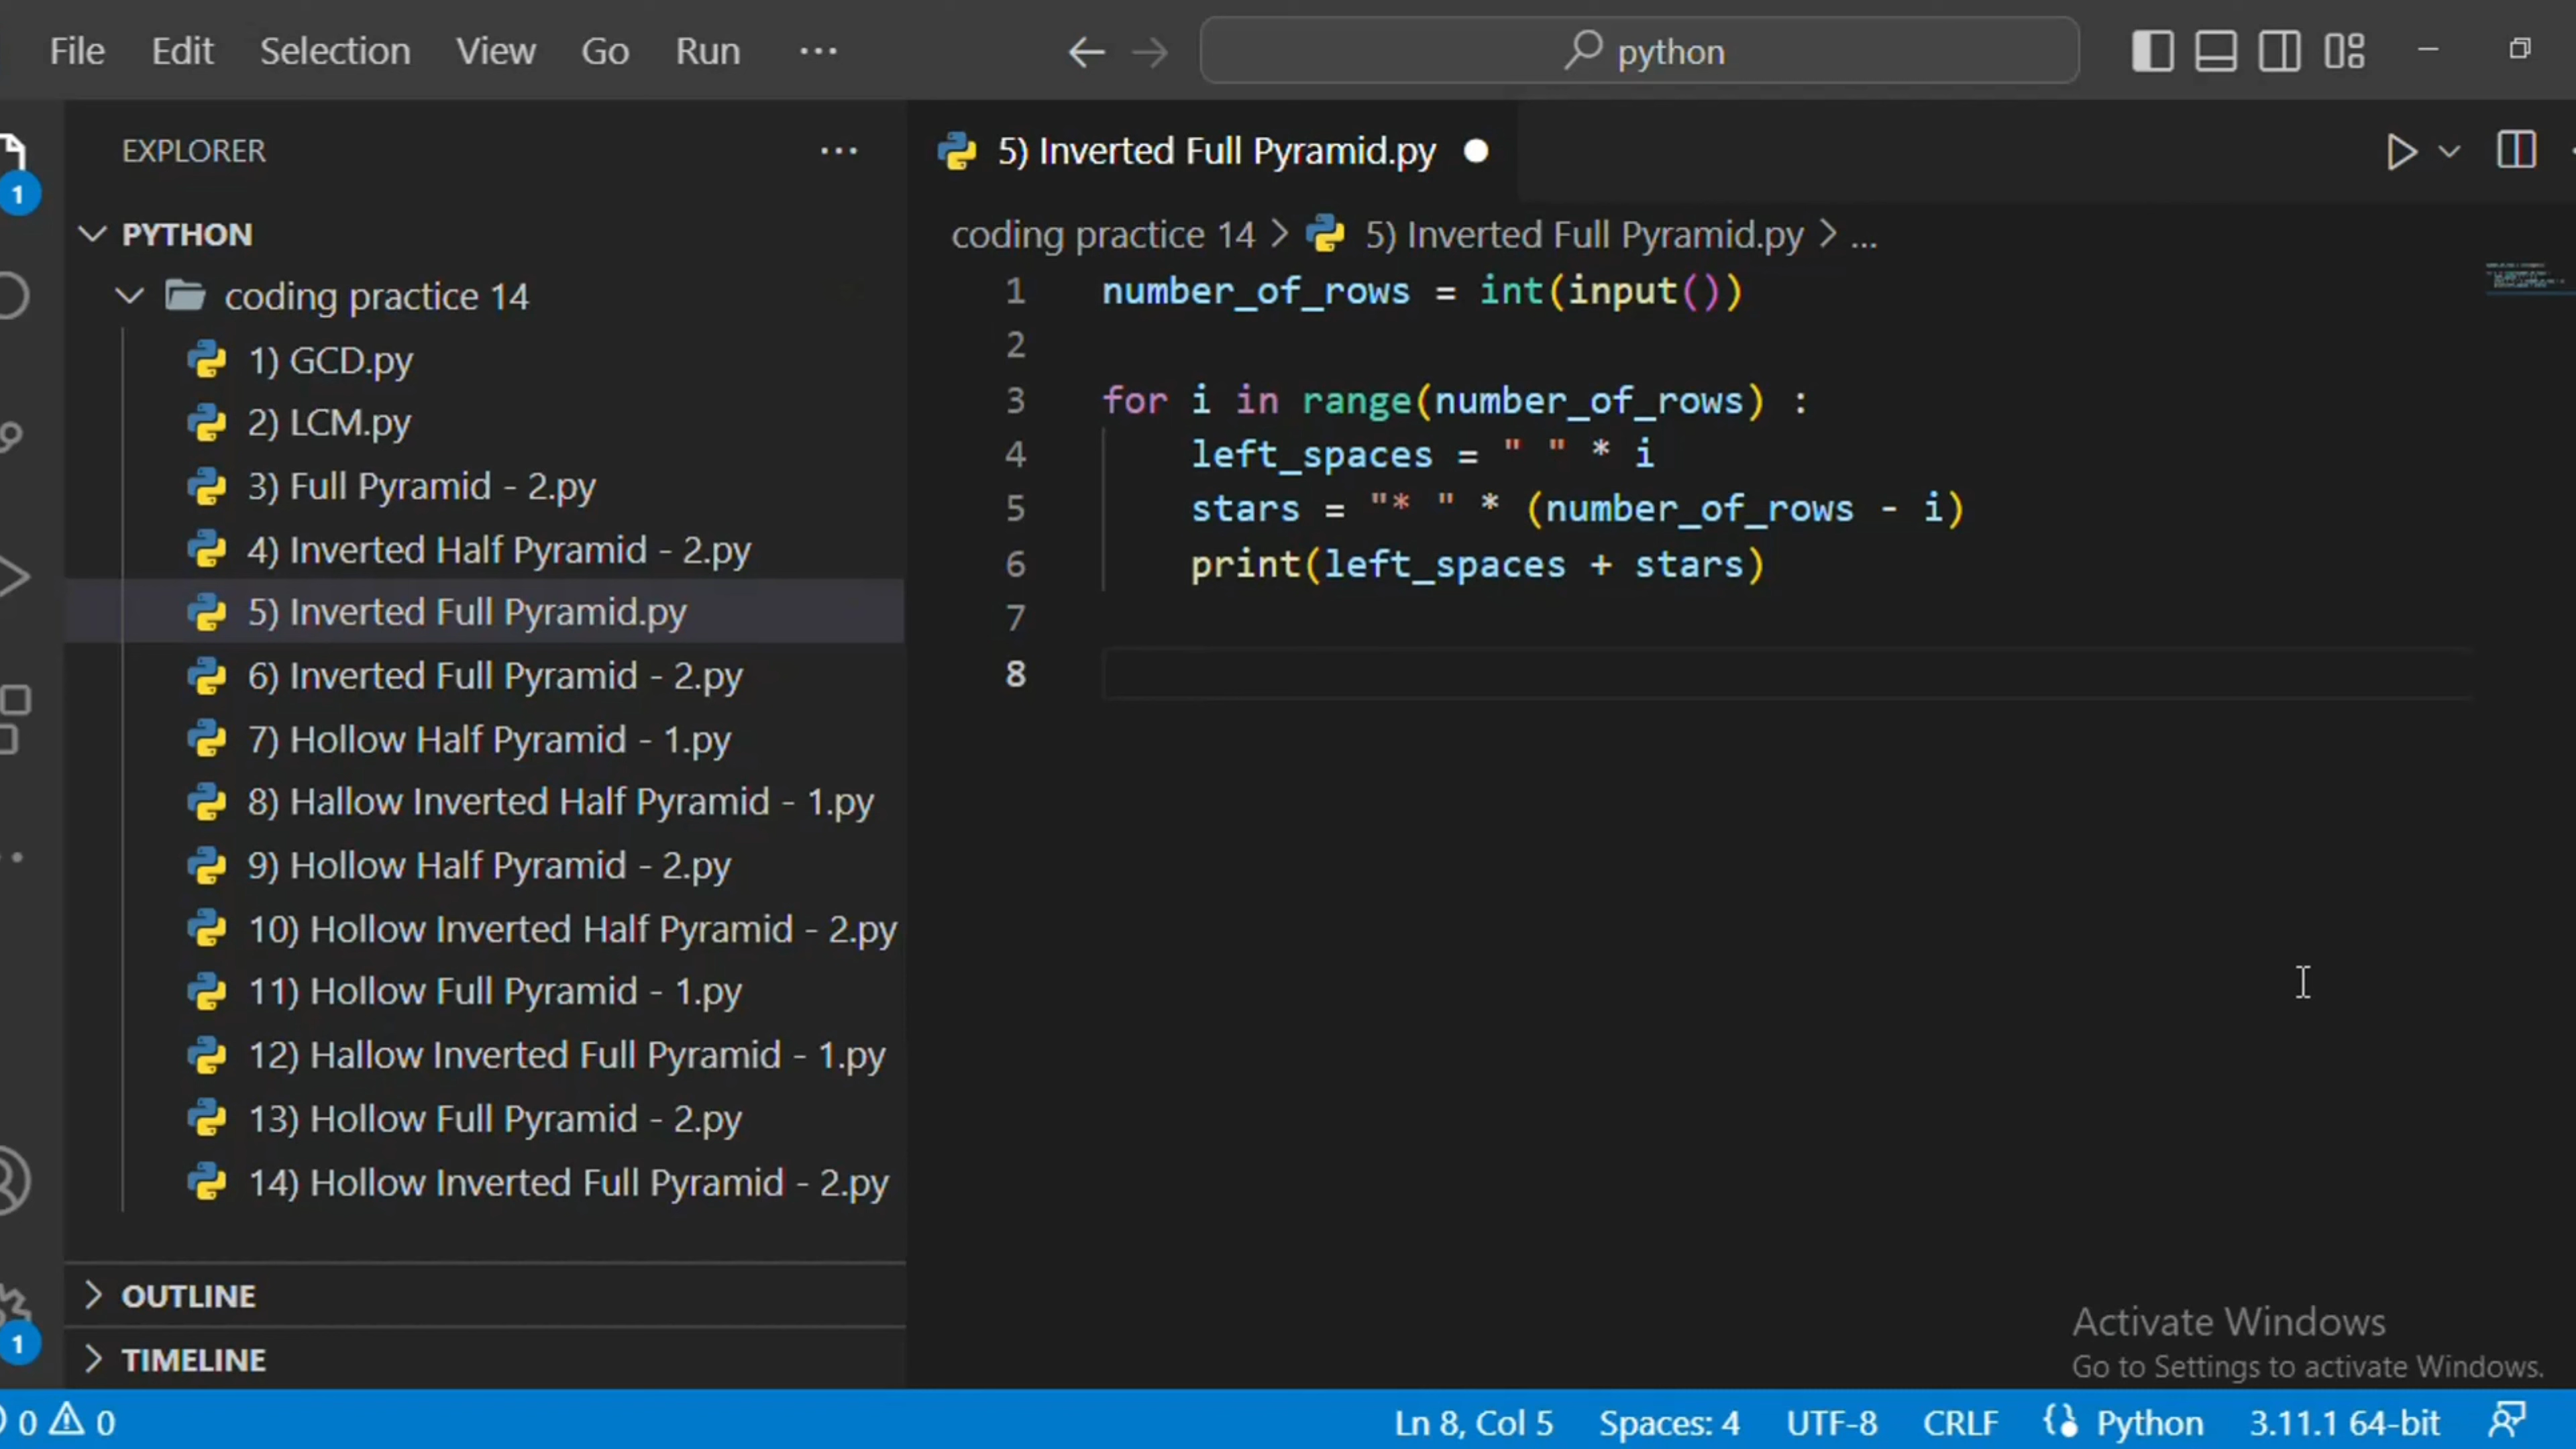 File Edit Selection View Go Run ···
python
EXPLORER ···
1
PYTHON
coding practice 14
1) GCD.py
2) LCM.py
3) Full Pyramid - 2.py
4) Inverted Half Pyramid - 2.py
5) Inverted Full Pyramid.py
6) Inverted Full Pyramid - 2.py
7) Hollow Half Pyramid - 1.py
8) Hallow Inverted Half Pyramid - 1.py
9) Hollow Half Pyramid - 2.py
10) Hollow Inverted Half Pyramid - 2.py
11) Hollow Full Pyramid - 1.py
12) Hallow Inverted Full Pyramid - 1.py
13) Hollow Full Pyramid - 2.py
14) Hollow Inverted Full Pyramid - 2.py
OUTLINE
1
TIMELINE
5) Inverted Full Pyramid.py
coding practice 14 > 5) Inverted Full Pyramid.py > ...
1 number_of_rows = int(input())
2
3 for i in range(number_of_rows) :
4     left_spaces = " " * i
5     stars = "* " * (number_of_rows - i)
6     print(left_spaces + stars)
7
8
Activate Windows
Go to Settings to activate Windows.
0 0 Ln 8, Col 5 Spaces: 4 UTF-8 CRLF Python 3.11.1 64-bit